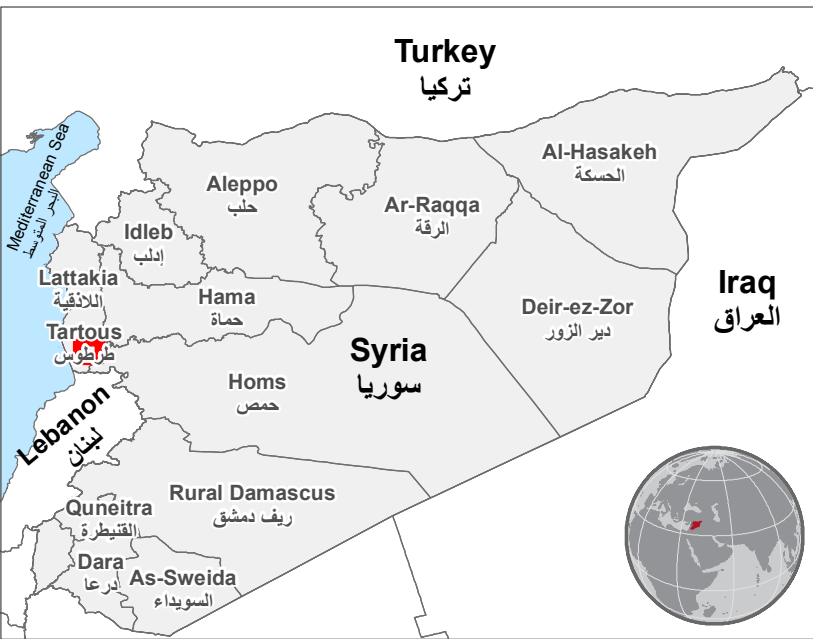 Turkey
تركيا
Mediterranean Sea
البحر المتوسط
Al-Hasakeh
الحسكة
Aleppo
حلب
Ar-Raqqa
الرقة
Idleb
إدلب
Lattakia
اللاذقية
Hama
حماة
Iraq
العراق
Deir-ez-Zor
دير الزور
Tartous
طرطوس
Syria
سوريا
Homs
حمص
Lebanon
لبنان
Rural Damascus
ريف دمشق
Quneitra
القنيطرة
Dara
درعا
As-Sweida
السويداء